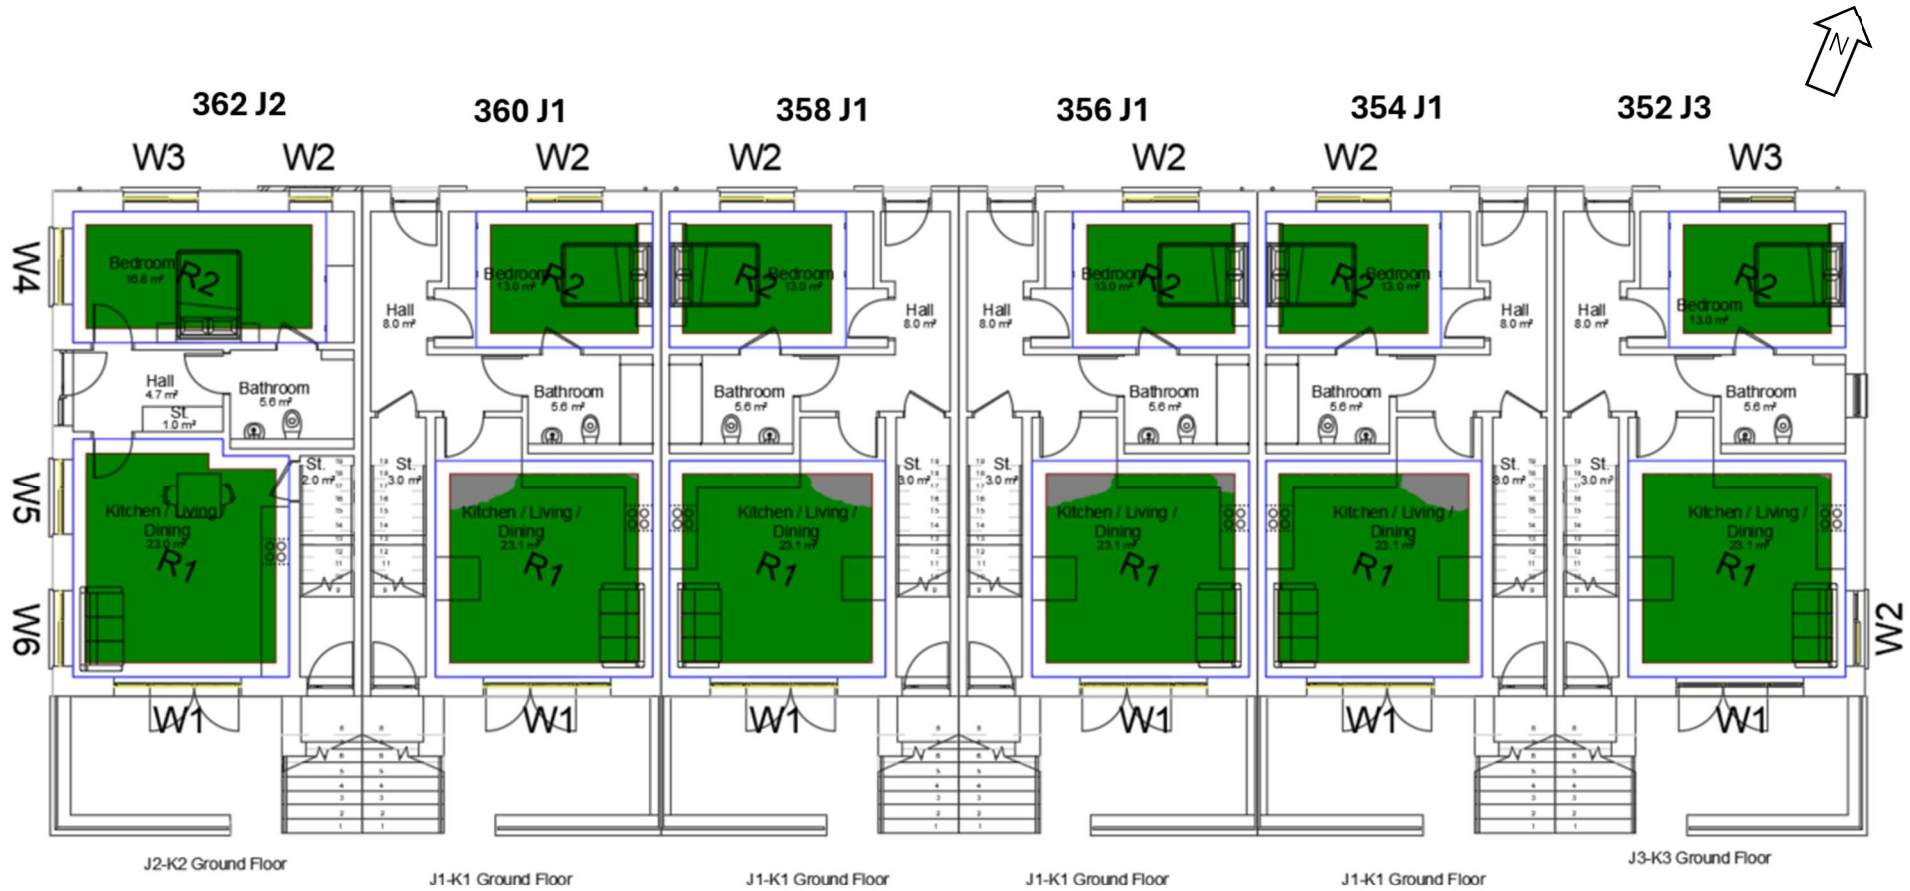 N
362 J2
360 J1
358 J1
356 J1
354 J1
352 J3
W3
W2
W2
W2
W2
W2
W3
W4
Bedroom
16.8 m²
R2
Bedroom
13.0 m²
R2
R2
Bedroom
13.0 m²
Bedroom
13.0 m²
R2
R2
Bedroom
13.0 m²
R2
Bedroom
13.0 m²
Hall
8.0 m²
Hall
8.0 m²
Hall
8.0 m²
Hall
8.0 m²
Hall
8.0 m²
Hall
4.7 m²
St.
1.0 m²
Bathroom
5.6 m²
Bathroom
5.6 m²
Bathroom
5.6 m²
Bathroom
5.6 m²
Bathroom
5.6 m²
Bathroom
5.6 m²
W5
St.
2.0 m²
St.
3.0 m²
St.
3.0 m²
St.
3.0 m²
St.
3.0 m²
St.
3.0 m²
Kitchen / Living
Dining
23.0 m²
R1
Kitchen / Living /
Dining
23.1 m²
R1
Kitchen / Living /
Dining
23.1 m²
R1
Kitchen / Living /
Dining
23.1 m²
R1
Kitchen / Living /
Dining
23.1 m²
R1
Kitchen / Living /
Dining
23.1 m²
R1
W6
W2
W1
W1
W1
W1
W1
W1
J2-K2 Ground Floor
J1-K1 Ground Floor
J1-K1 Ground Floor
J1-K1 Ground Floor
J1-K1 Ground Floor
J3-K3 Ground Floor